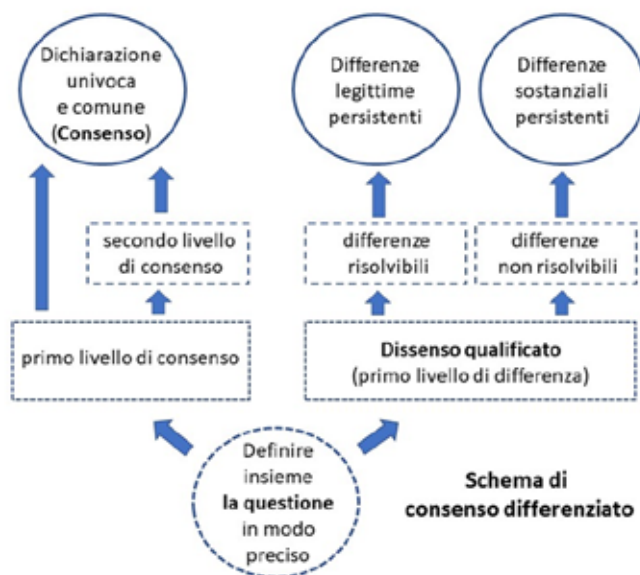 Dichiarazione
univoca
e comune
(Consenso)
Differenze
legittime
persistenti
Differenze
sostanziali
persistenti
secondo livello
di consenso
differenze
risolvibili
differenze
non risolvibili
primo livello di consenso
Dissenso qualificato
(primo livello di differenza)
Definire
insieme
la questione
in modo
preciso
Schema di
consenso differenziato